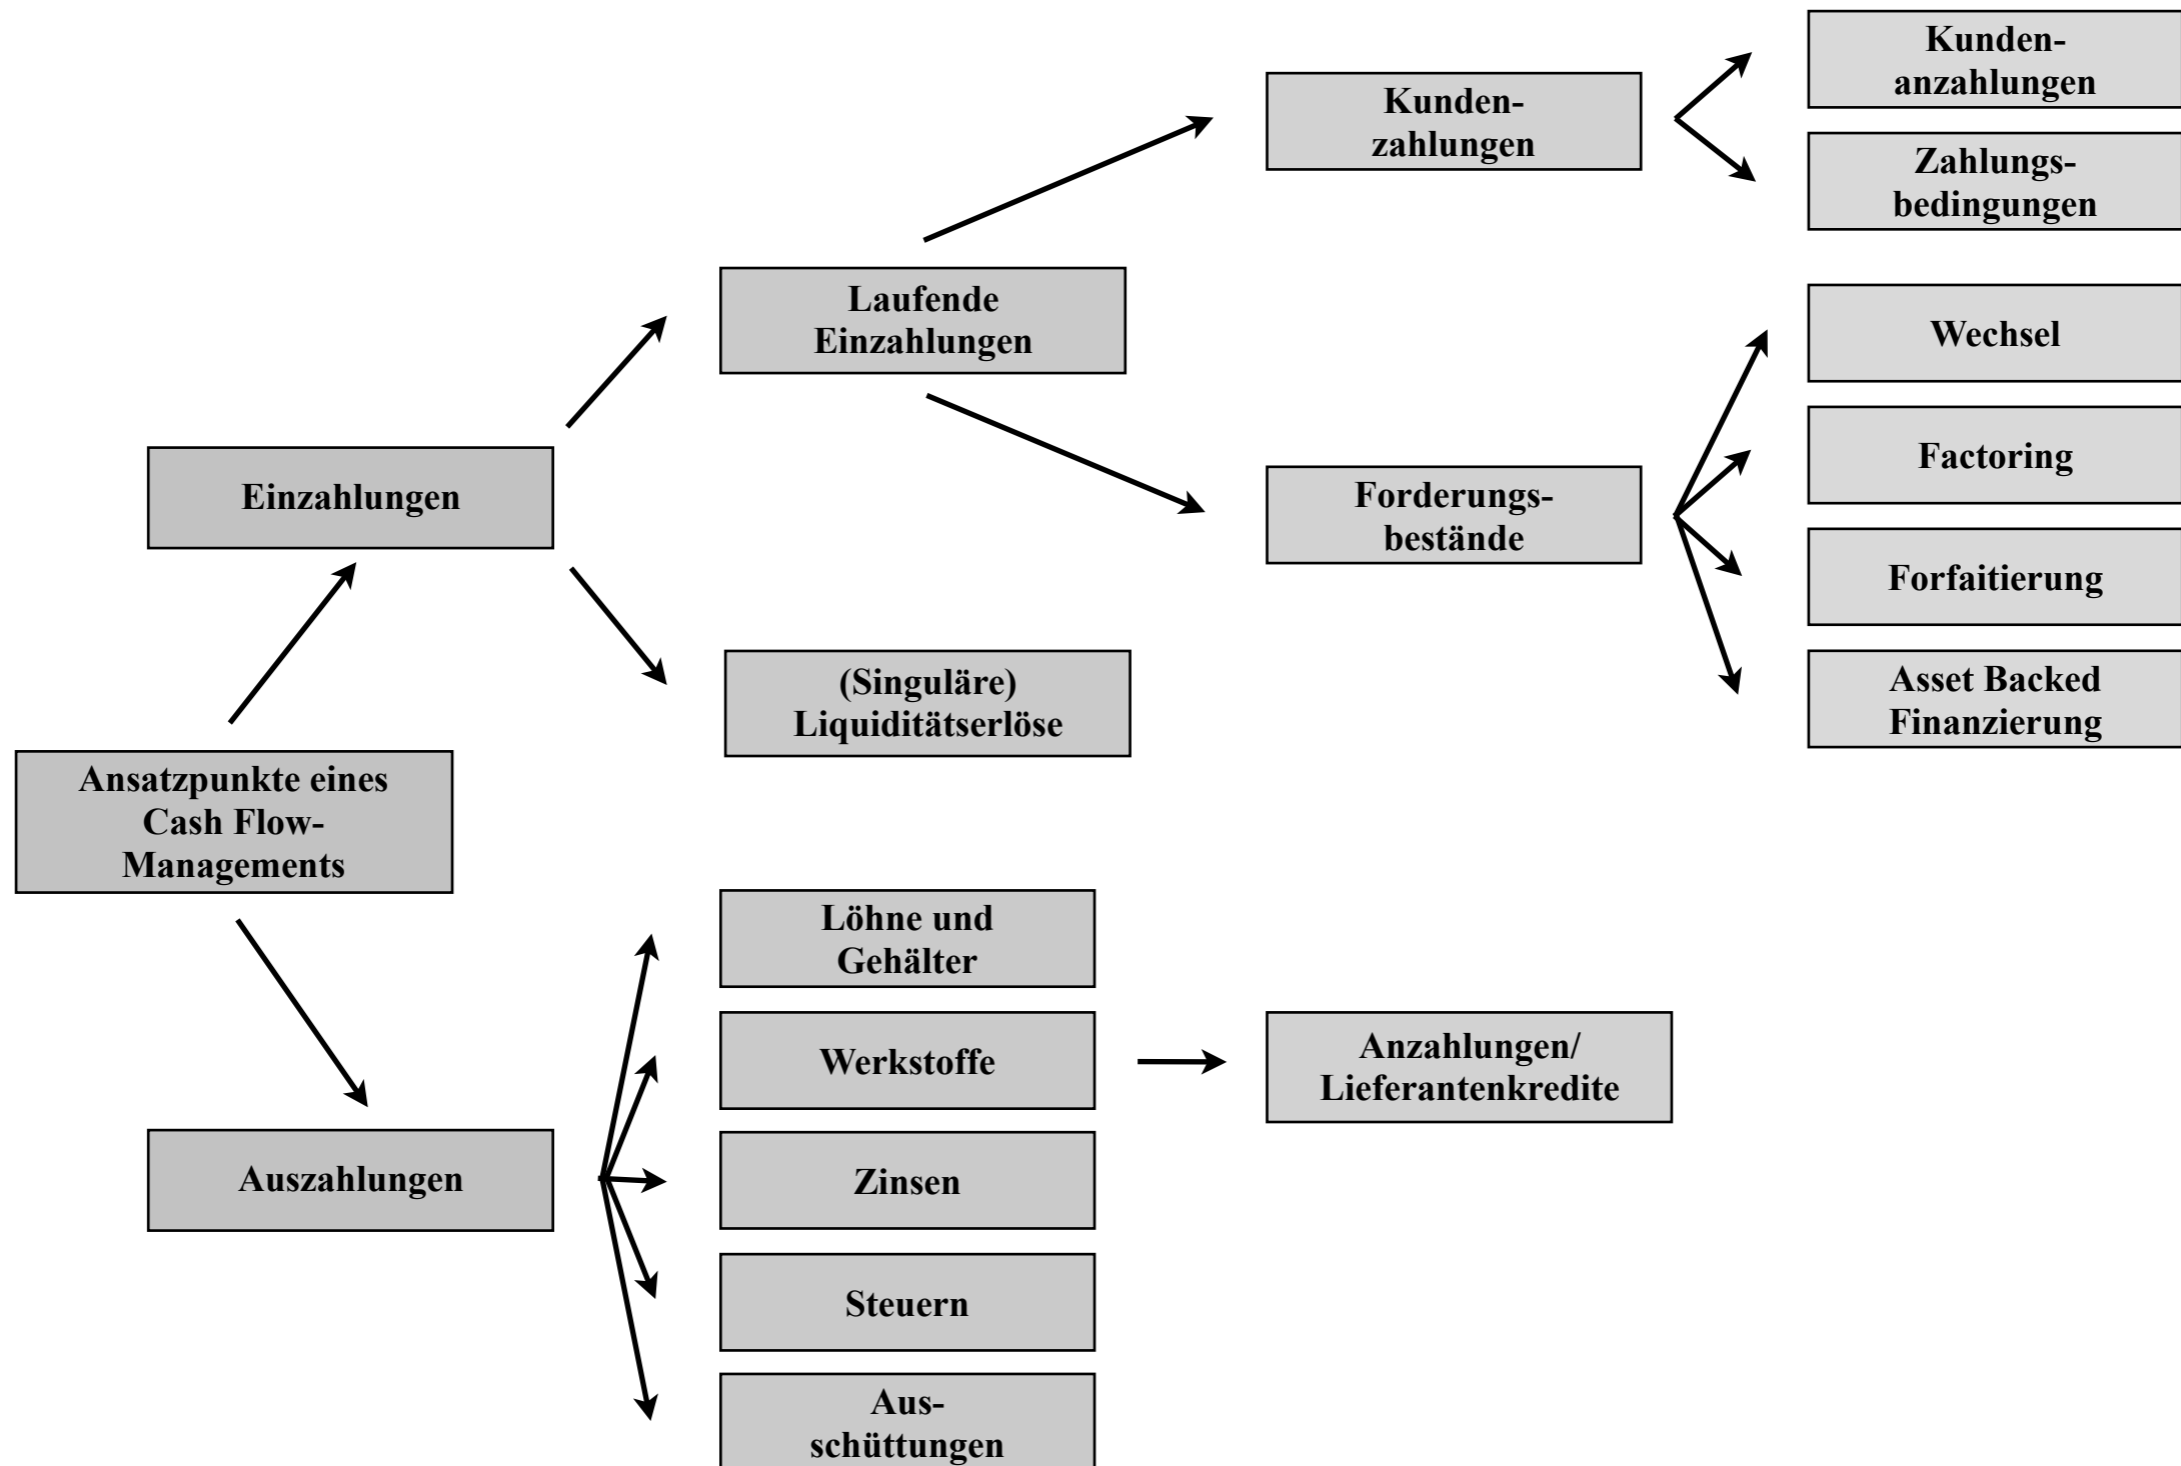 Kunden-
anzahlungen
Kunden-
zahlungen
Zahlungs-
bedingungen
Laufende
Einzahlungen
Wechsel
Factoring
Einzahlungen
Forderungs-
bestände
Forfaitierung
(Singuläre)
Liquiditätserlöse
Asset Backed
Finanzierung
Ansatzpunkte eines
Cash Flow-
Managements
Löhne und
Gehälter
Werkstoffe
Anzahlungen/
Lieferantenkredite
Auszahlungen
Zinsen
Steuern
Aus-
schüttungen